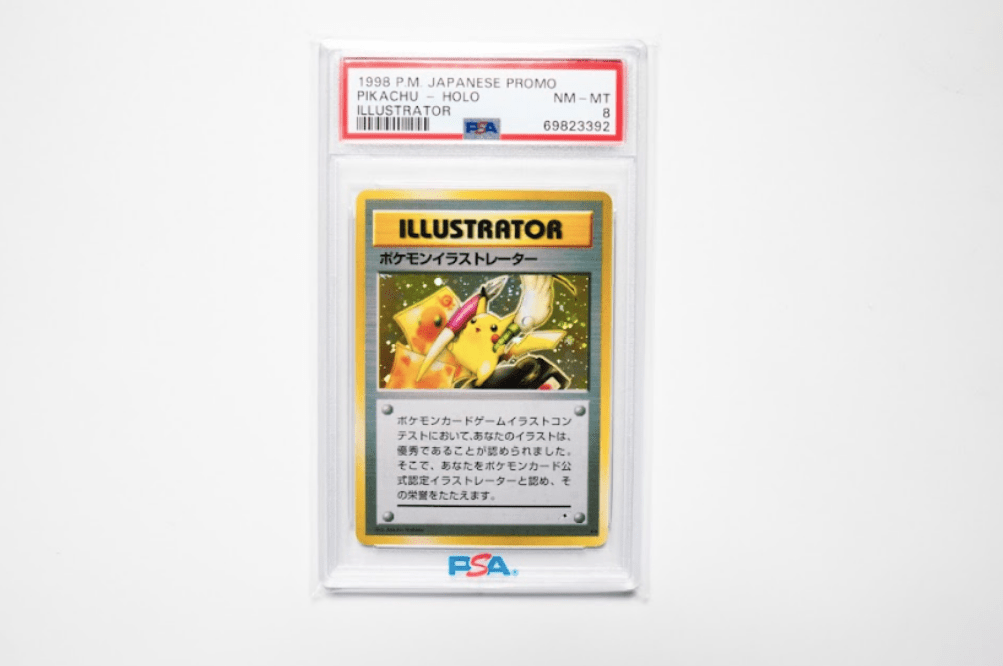 1998 P.M. JAPANESE PROMO
PIKACHU - HOLO NM-MT
ILLUSTRATOR 8
PSA 69823392
ILLUSTRATOR
ポケモンイラストレーター
ポケモンカードゲームイラストコン
テストにおいて、あなたのイラストは、
優秀であることが認められました。
そこで、あなたをポケモンカード公
式認定イラストレーターと認め、そ
の栄誉をたたえます。
PSA